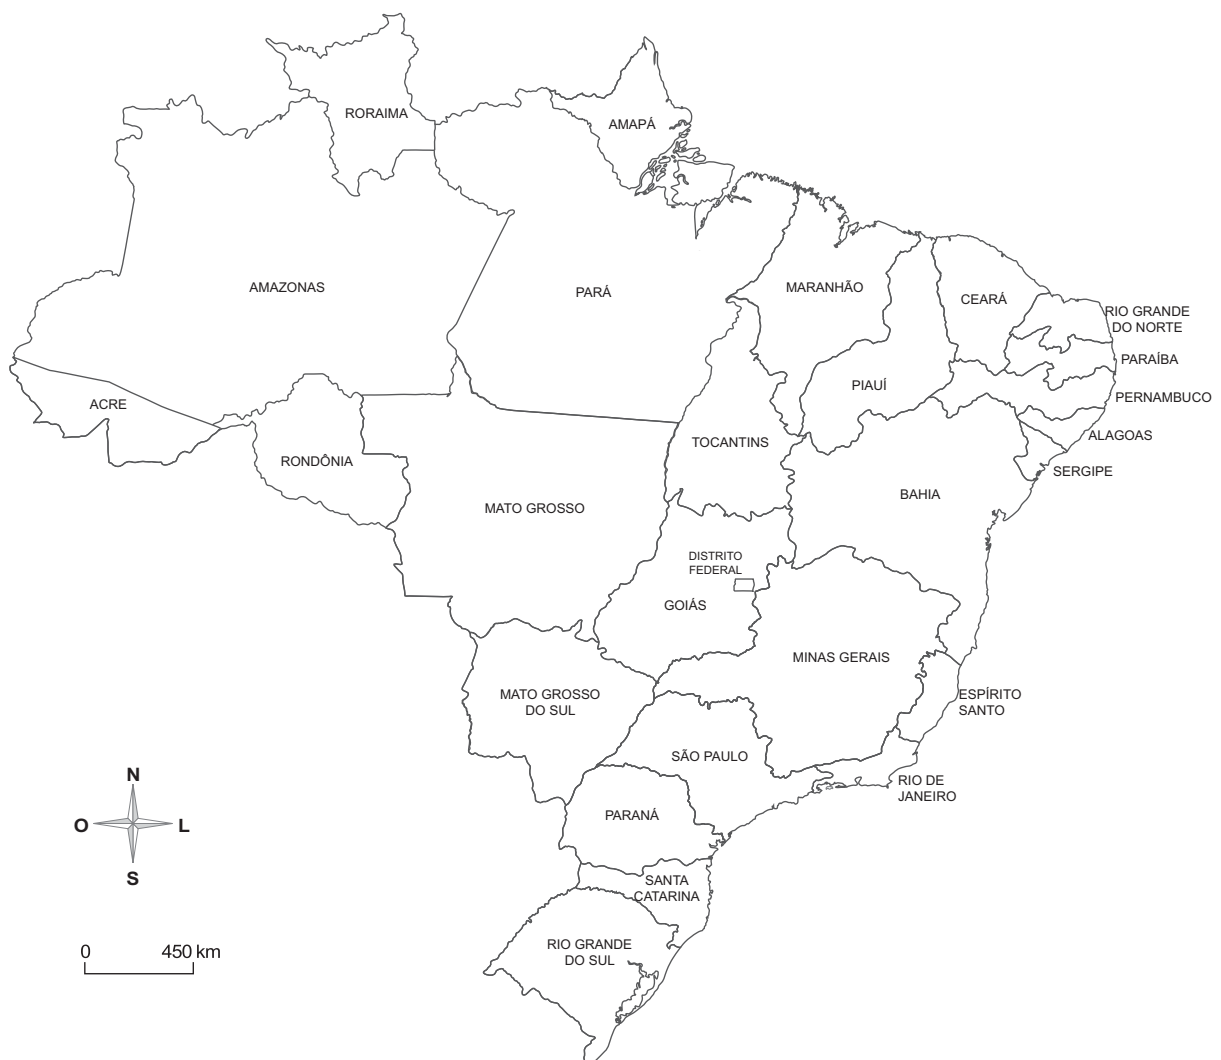 RORAIMA
AMAPÁ
AMAZONAS
PARÁ
MARANHÃO
CEARÁ
RIO GRANDE
DO NORTE
PARAÍBA
PIAUÍ
PERNAMBUCO
ACRE
ALAGOAS
TOCANTINS
RONDÔNIA
SERGIPE
BAHIA
MATO GROSSO
DISTRITO
FEDERAL
GOIÁS
MINAS GERAIS
MATO GROSSO
DO SUL
ESPÍRITO
SANTO
SÃO PAULO
RIO DE
JANEIRO
PARANÁ
SANTA
CATARINA
RIO GRANDE
DO SUL
N
O L
S
0 450 km